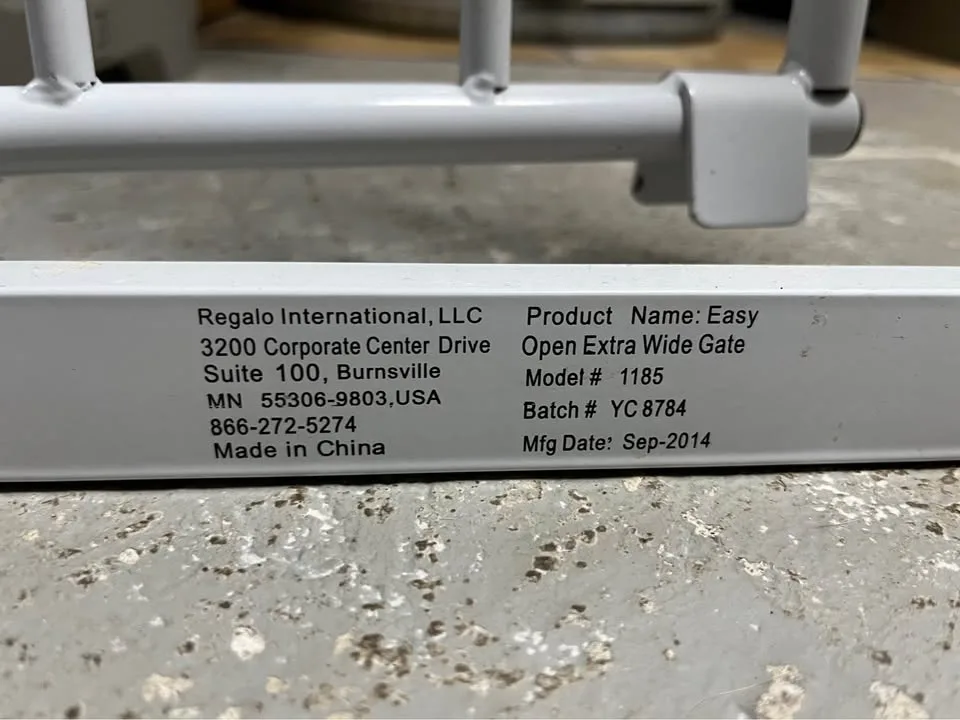 Regalo International, LLC
3200 Corporate Center Drive
Suite 100, Burnsville
MN 55306-9803,USA
866-272-5274
Made in China
Product Name: Easy
Open Extra Wide Gate
Model # 1185
Batch # YC 8784
Mfg Date: Sep-2014